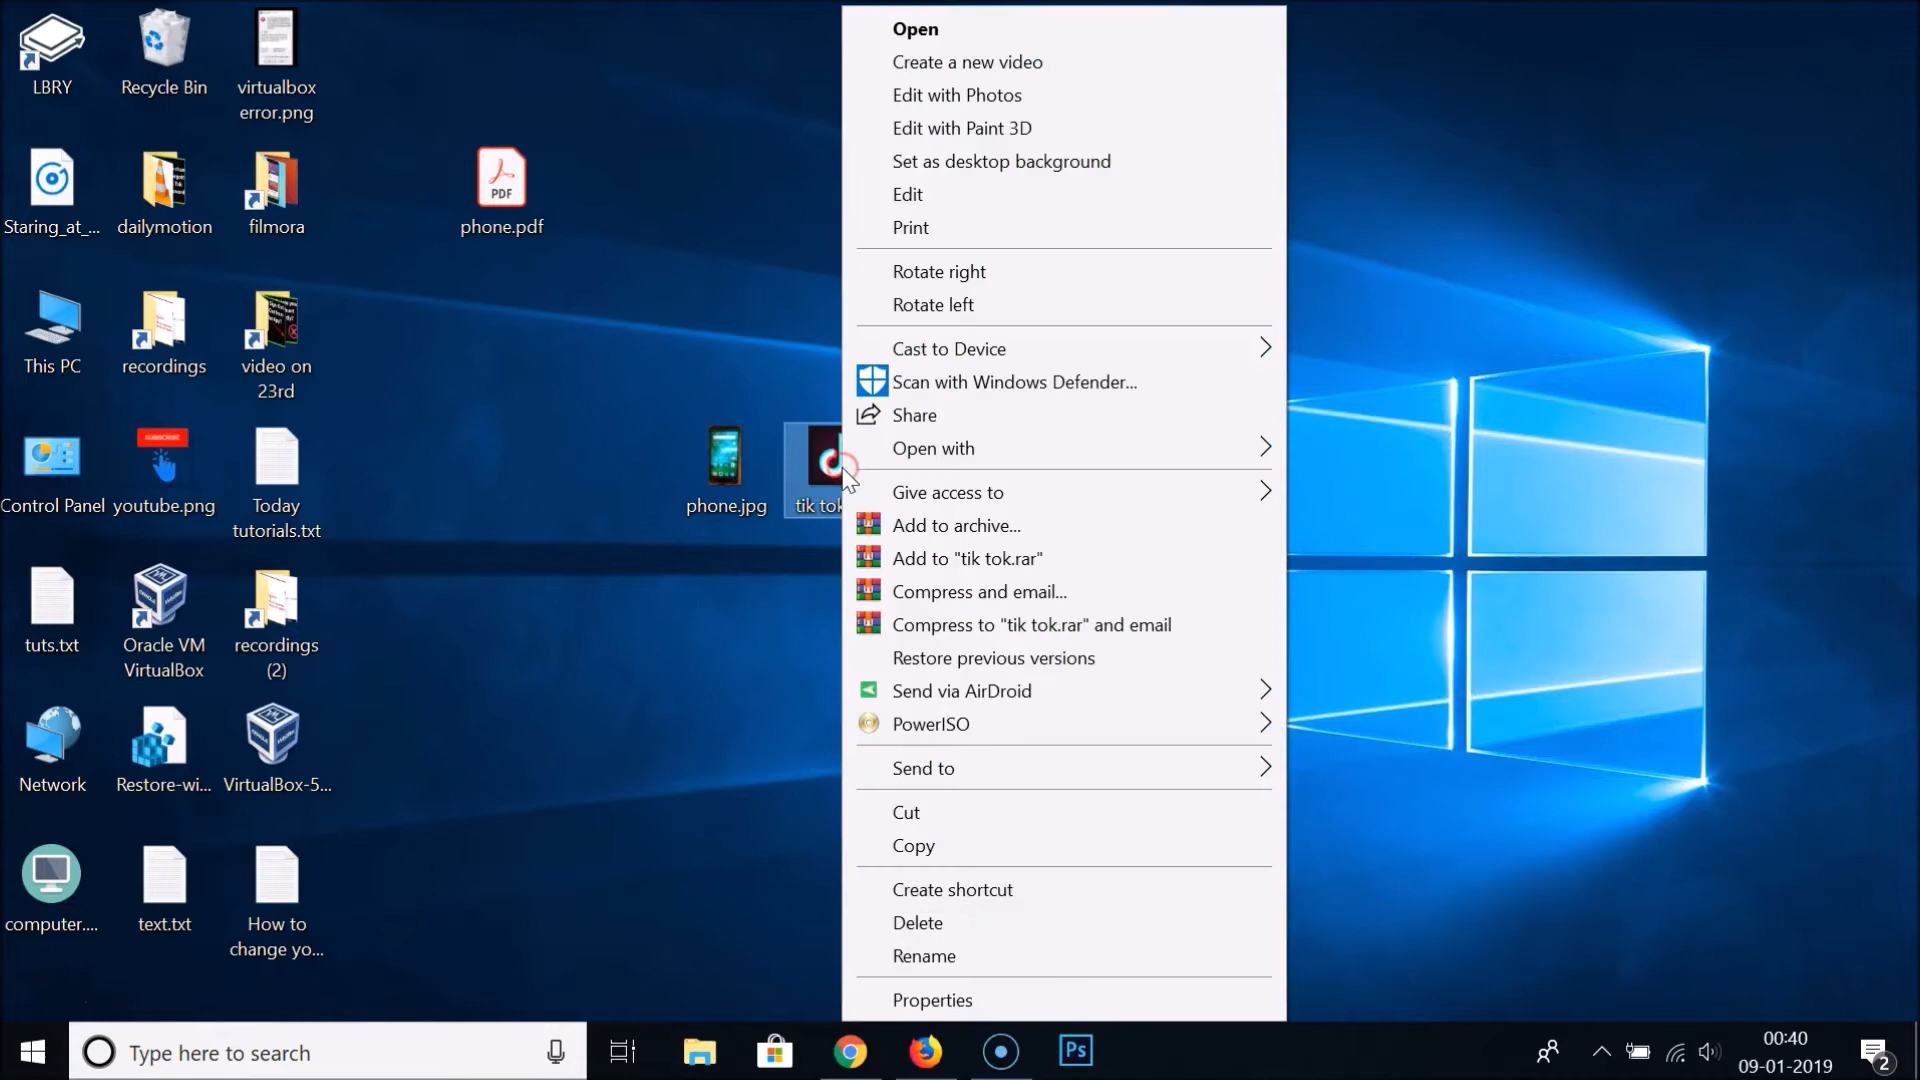 LBRY
Recycle Bin
virtualbox
error.png
Staring_at_...
dailymotion
filmora
phone.pdf
PDF
This PC
recordings
video on
23rd
Control Panel
SUBSCRIBE
youtube.png
Today
tutorials.txt
phone.jpg
tik tok
tuts.txt
Oracle VM
VirtualBox
recordings
(2)
Network
Restore-wi...
VirtualBox-5...
computer....
text.txt
How to
change yo...
Open
Create a new video
Edit with Photos
Edit with Paint 3D
Set as desktop background
Edit
Print
Rotate right
Rotate left
Cast to Device
Scan with Windows Defender...
Share
Open with
Give access to
Add to archive...
Add to "tik tok.rar"
Compress and email...
Compress to "tik tok.rar" and email
Restore previous versions
Send via AirDroid
PowerISO
Send to
Cut
Copy
Create shortcut
Delete
Rename
Properties
Type here to search
Ps
00:40
09-01-2019
2